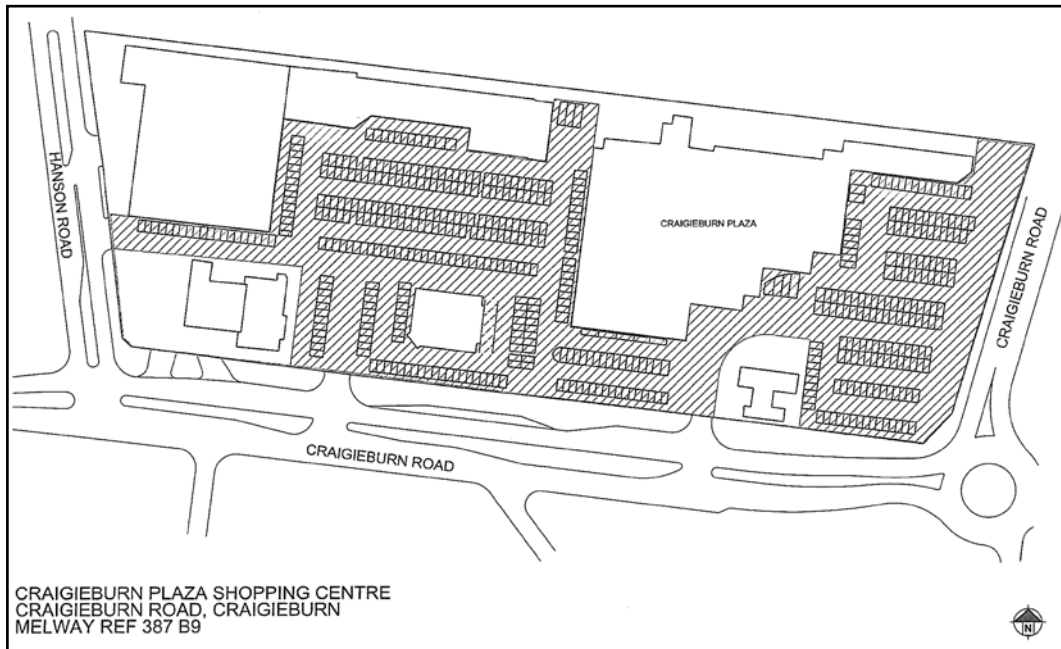 HANSON ROAD
CRAIGIEBURN PLAZA
CRAIGIEBURN ROAD
CRAIGIEBURN ROAD
CRAIGIEBURN PLAZA SHOPPING CENTRE
CRAIGIEBURN ROAD, CRAIGIEBURN
MELWAY REF 387 B9
N